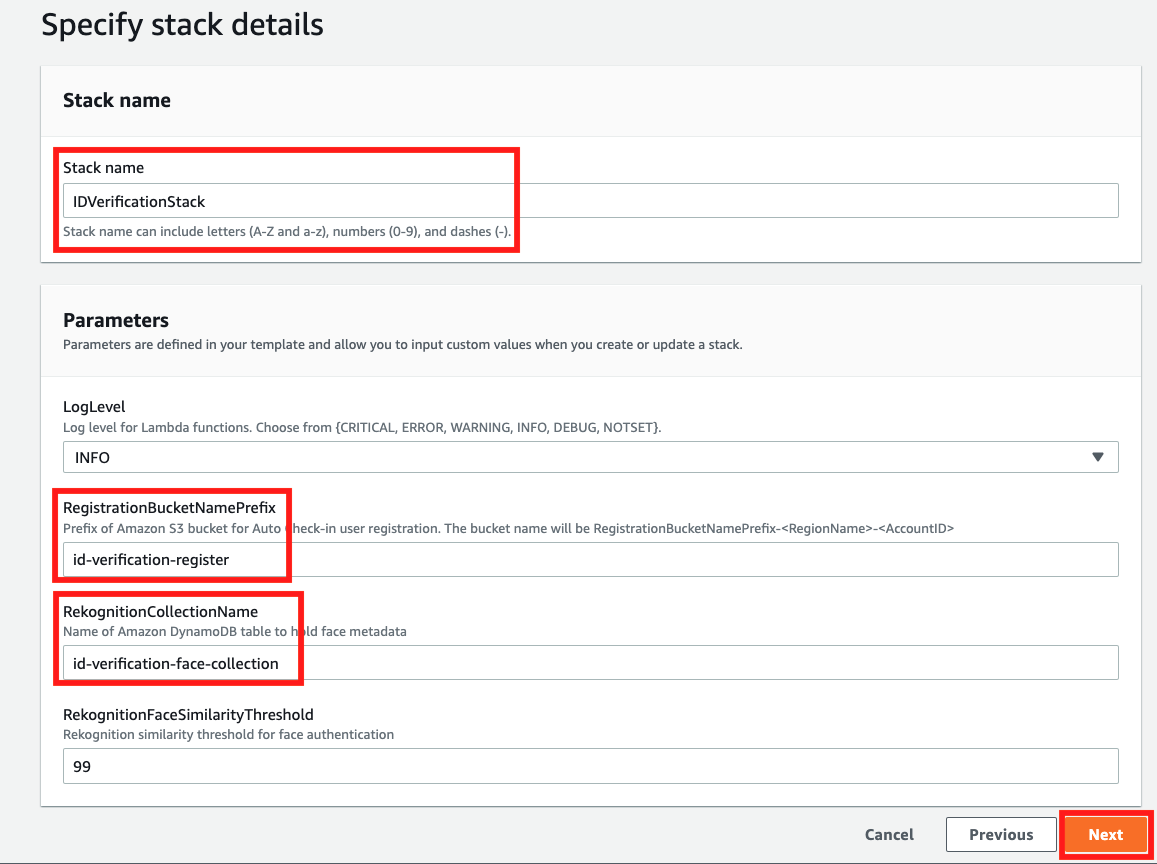 Specify stack details
Stack name
Stack name
IDVerificationStack
Stack name can include letters (A-Z and a-z), numbers (0-9), and dashes (-).
Parameters
Parameters are defined in your template and allow you to input custom values when you create or update a stack.
LogLevel
Log level for Lambda functions. Choose from {CRITICAL, ERROR, WARNING, INFO, DEBUG, NOTSET}.
INFO
RegistrationBucketNamePrefix
Prefix of Amazon S3 bucket for Auto Check-in user registration. The bucket name will be RegistrationBucketNamePrefix-<RegionName>-<AccountID>
id-verification-register
RekognitionCollectionName
Name of Amazon DynamoDB table to hold face metadata
id-verification-face-collection
RekognitionFaceSimilarityThreshold
Rekognition similarity threshold for face authentication
99
Cancel Previous Next